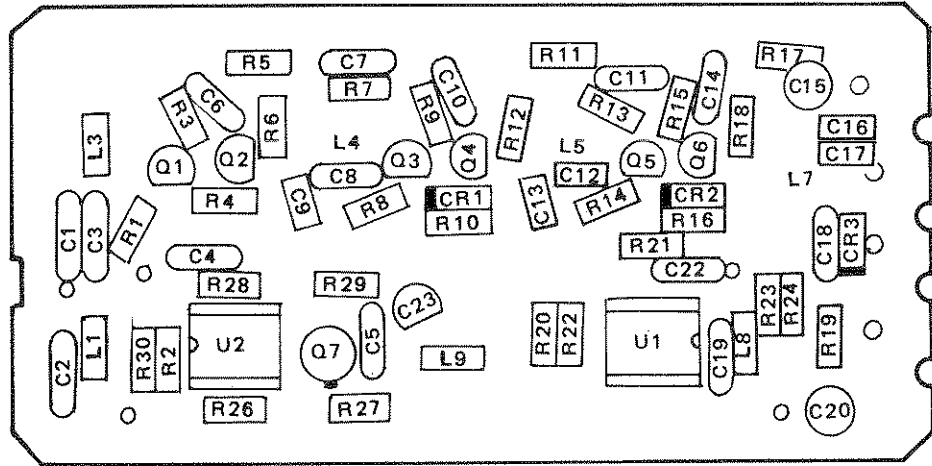 R5
C7
R11
R17
R7
C11
C14
C15
C6
C10
R3
R9
R15
R13
R6
R12
R18
C16
L3
L4
L5
C17
Q1
Q2
Q3
Q4
Q5
Q6
C8
C12
L7
R4
C9
R8
CR1
C13
R14
CR2
R10
R16
C1
C3
R1
C18
CR3
R21
C4
C22
R28
R29
C23
R23
R24
C2
L1
R30
R2
U2
Q7
C5
L9
R20
R22
U1
C19
L8
R19
R26
R27
C20